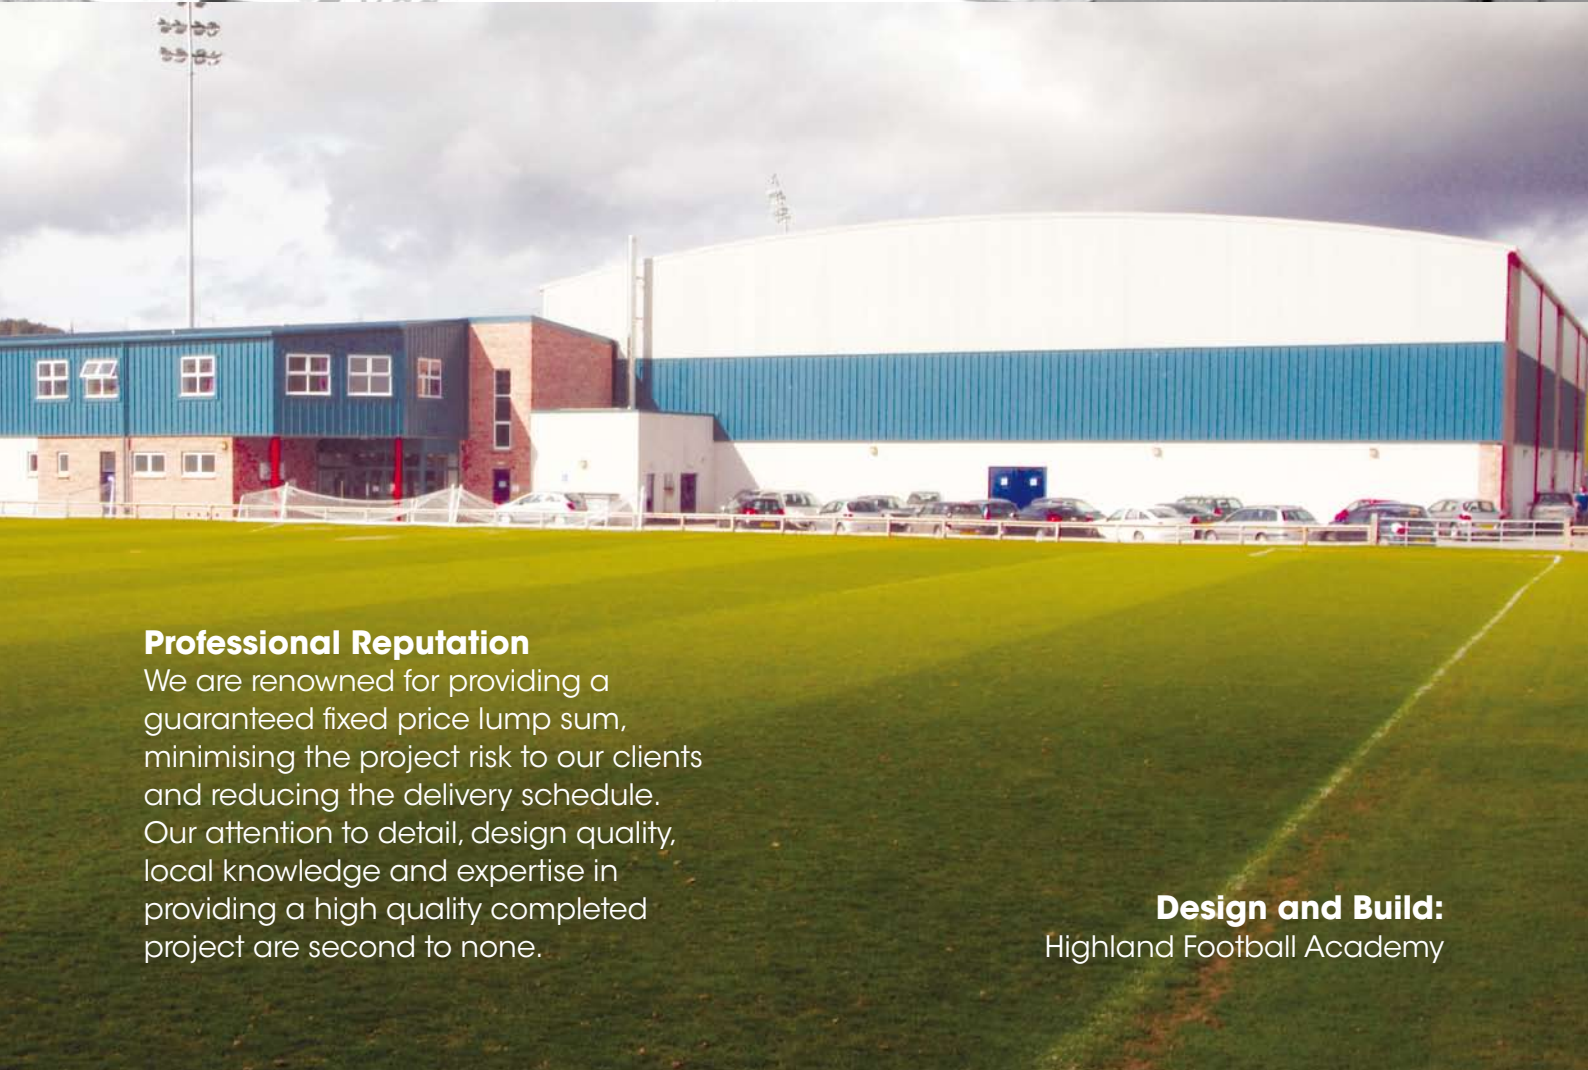 Professional Reputation
We are renowned for providing a
guaranteed fixed price lump sum,
minimising the project risk to our clients
and reducing the delivery schedule.
Our attention to detail, design quality,
local knowledge and expertise in
providing a high quality completed
project are second to none.
Design and Build:
Highland Football Academy